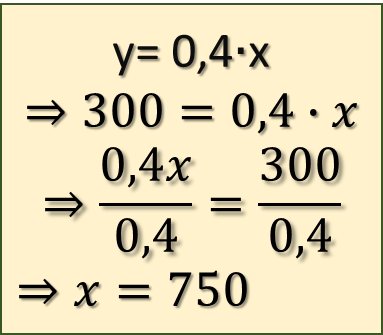 y= 0,4·x
⇒ 300 = 0,4 · x
⇒ 0,4x/0,4 = 300/0,4
⇒ x = 750